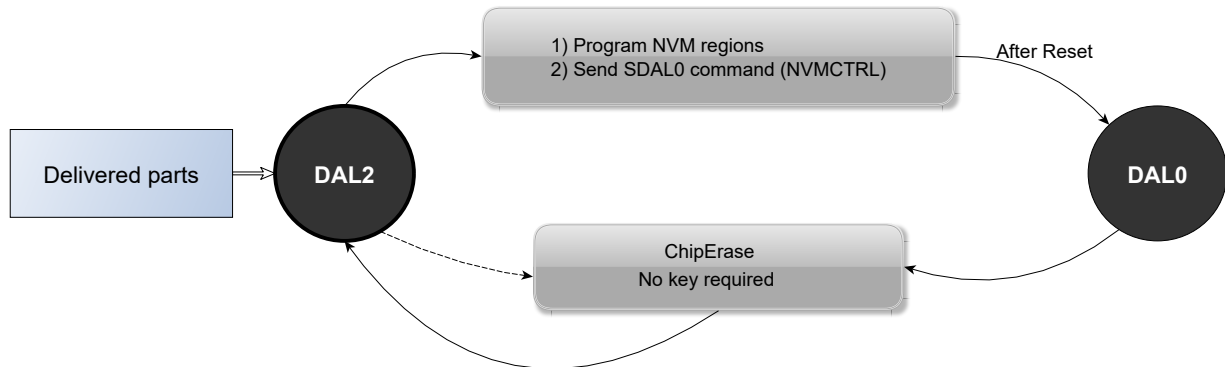 1) Program NVM regions
2) Send SDAL0 command (NVMCTRL)
After Reset
Delivered parts
DAL2
DAL0
ChipErase
No key required